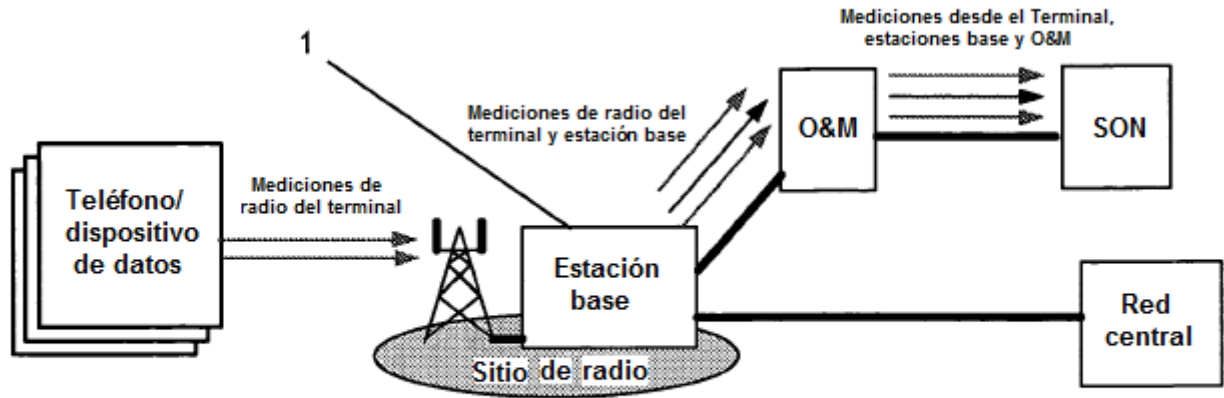 Mediciones desde el Terminal,
estaciones base y O&M
1
Mediciones de radio del
terminal y estación base
O&M
SON
Teléfono/
dispositivo
de datos
Mediciones de
radio del terminal
Estación
base
Red
central
Sitio de radio